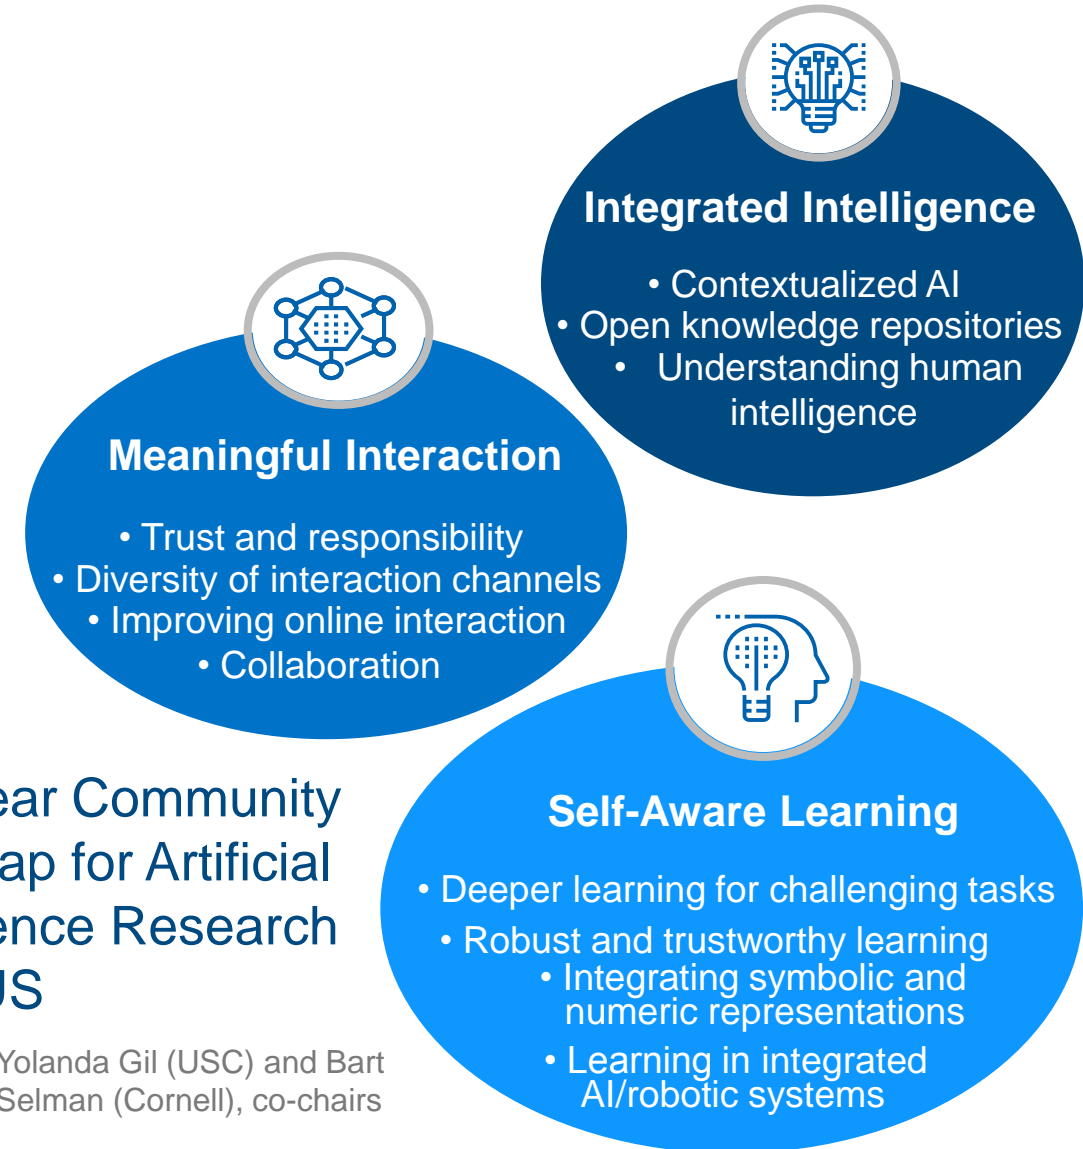 Integrated Intelligence
• Contextualized AI
• Open knowledge repositories
• Understanding human
intelligence
Meaningful Interaction
• Trust and responsibility
• Diversity of interaction channels
• Improving online interaction
• Collaboration
ear Community
ap for Artificial
ence Research
US
Yolanda Gil (USC) and Bart
Selman (Cornell), co-chairs
Self-Aware Learning
• Deeper learning for challenging tasks
• Robust and trustworthy learning
• Integrating symbolic and
numeric representations
• Learning in integrated
AI/robotic systems